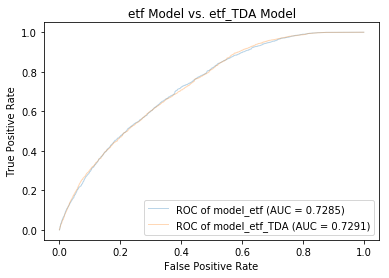 etf Model vs. etf_TDA Model
True Positive Rate
1.0
0.8
0.6
0.4
0.2
0.0
ROC of model_etf (AUC = 0.7285)
ROC of model_etf_TDA (AUC = 0.7291)
0.0 0.2 0.4 0.6 0.8 1.0
False Positive Rate